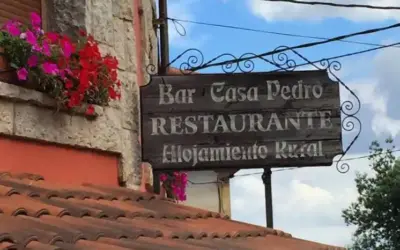 Bar Casa Pedro
RESTAURANTE
Alojamiento Rural